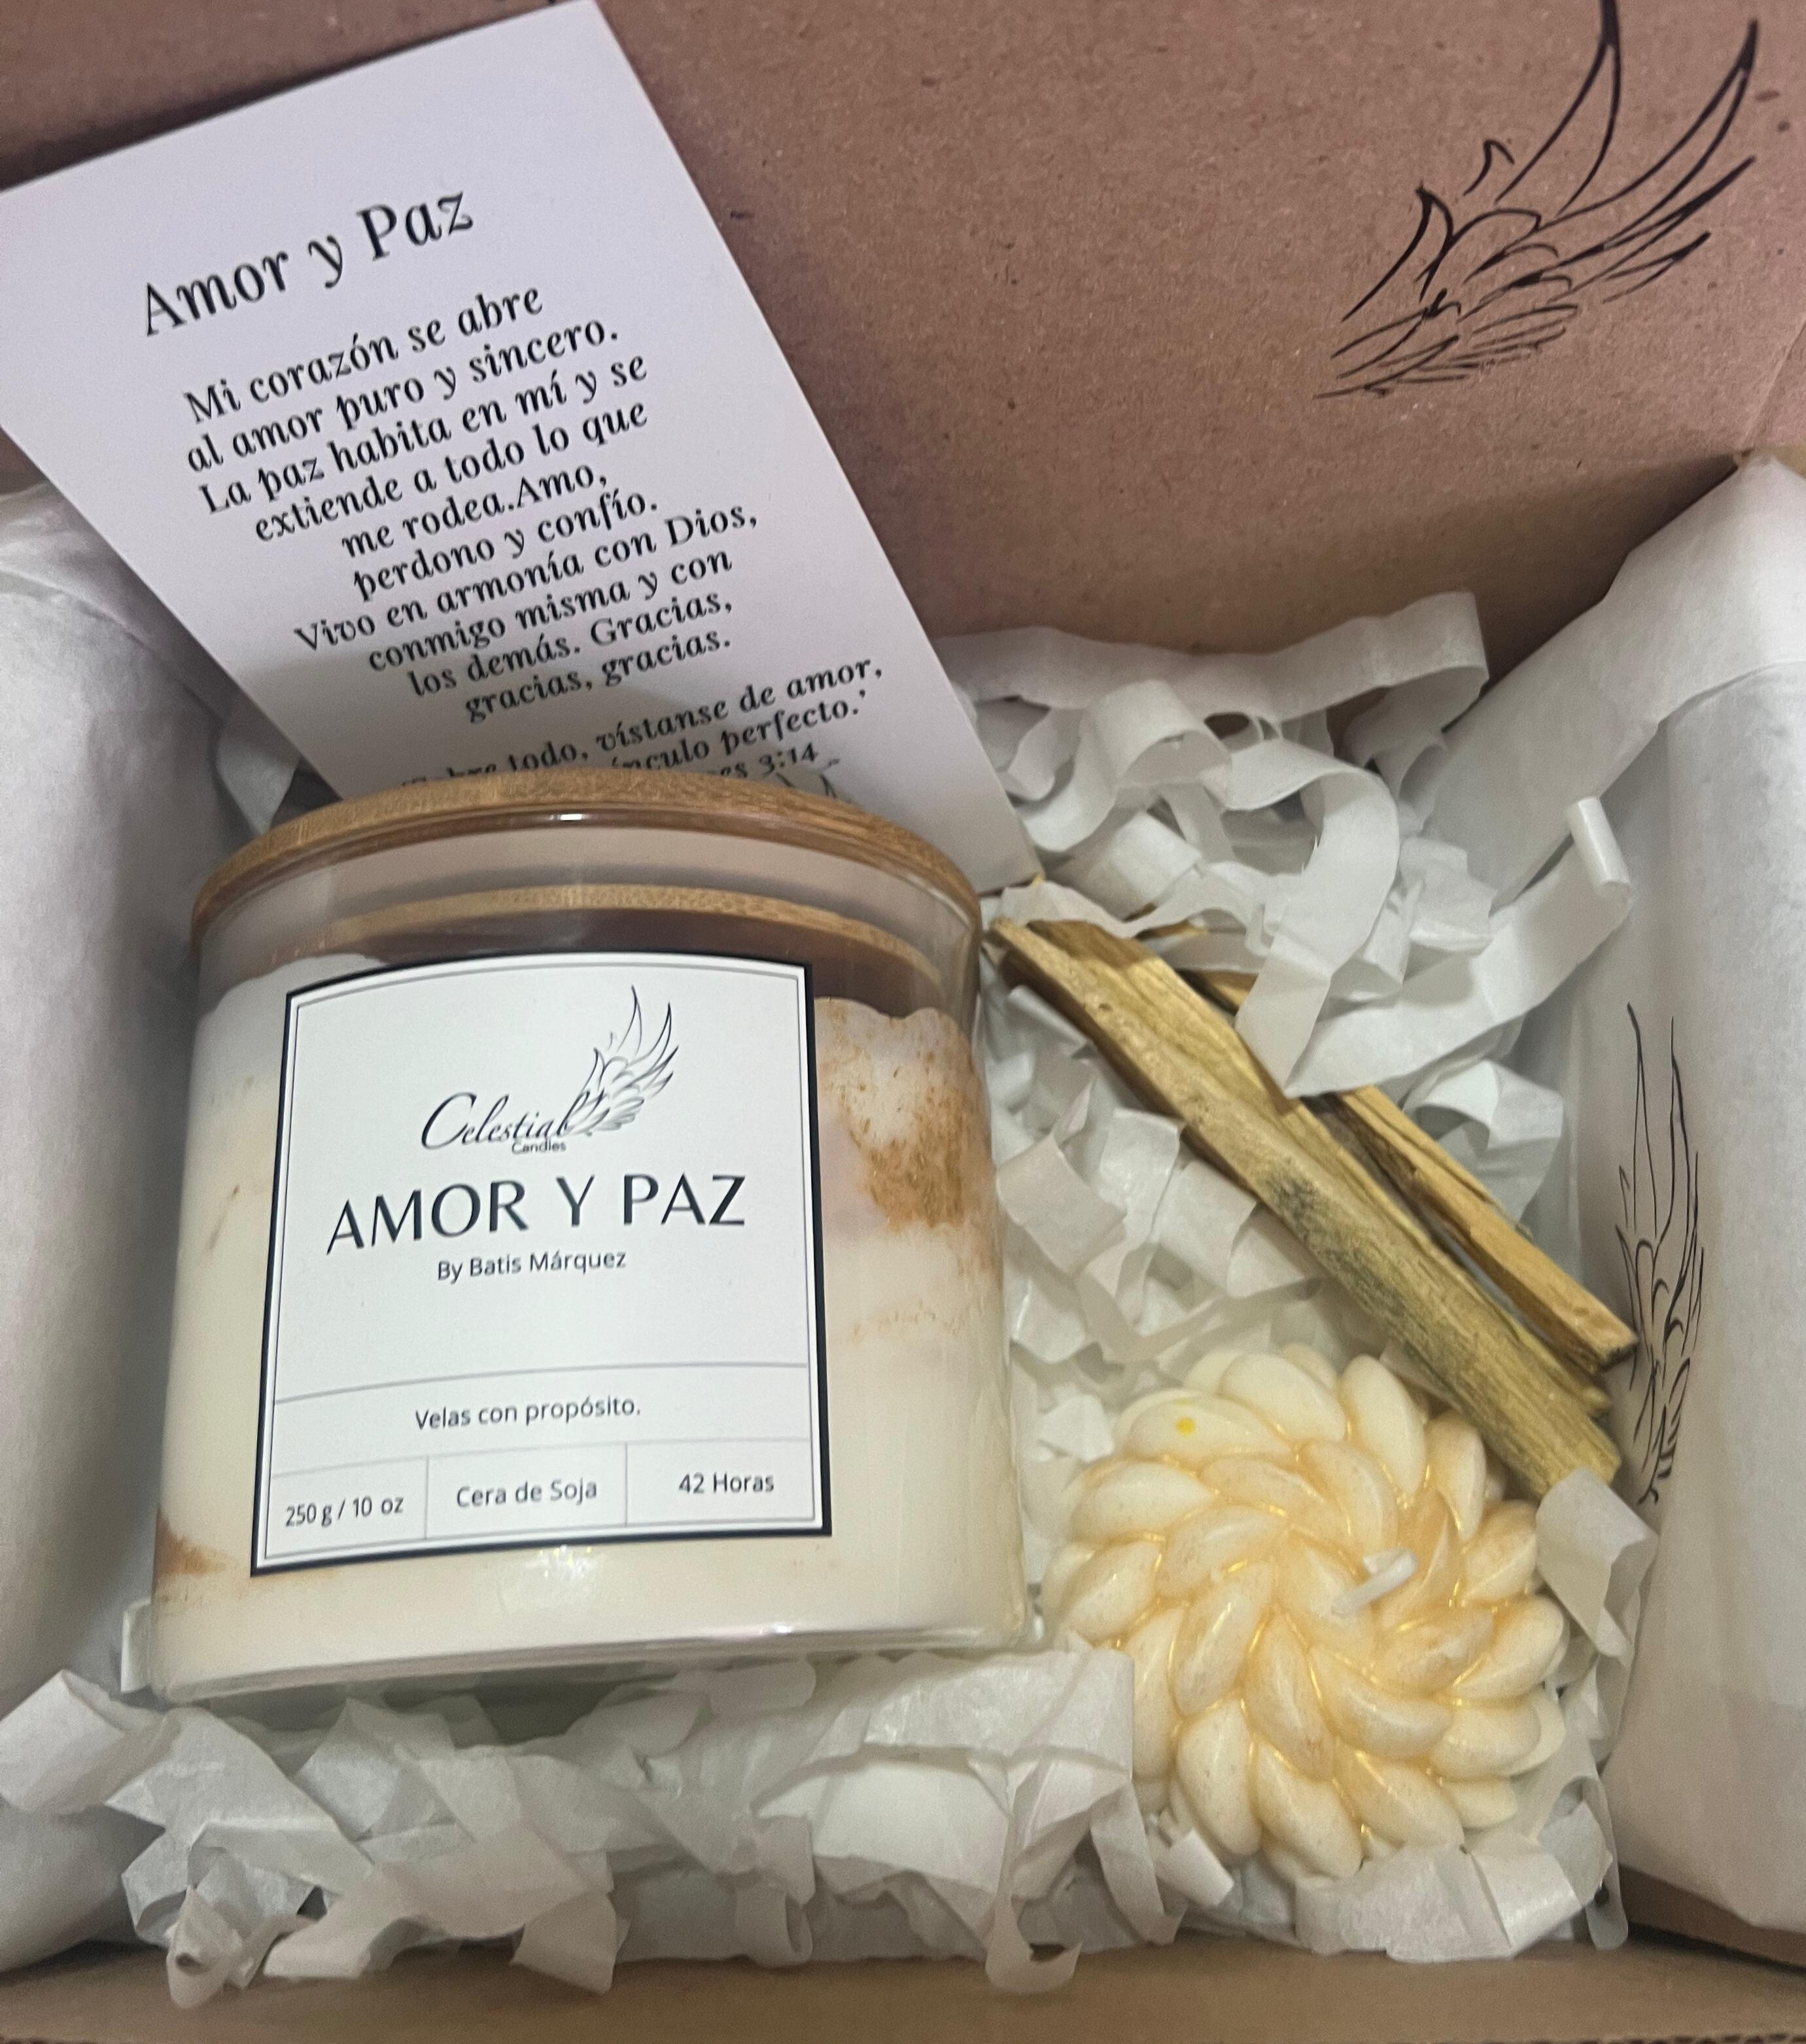 Amor y Paz
Mi corazón se abre
al amor puro y sincero.
La paz habita en mí y se
extiende a todo lo que
me rodea.Amo,
perdono y confío.
Vivo en armonía con Dios,
conmigo misma y con
los demás. Gracias,
gracias, gracias.
todo, vístanse de amor,
perfecto.'
3:14
Celestial
Candles
AMOR Y PAZ
By Batis Márquez
Velas con propósito.
250 g / 10 oz
Cera de Soja
42 Horas